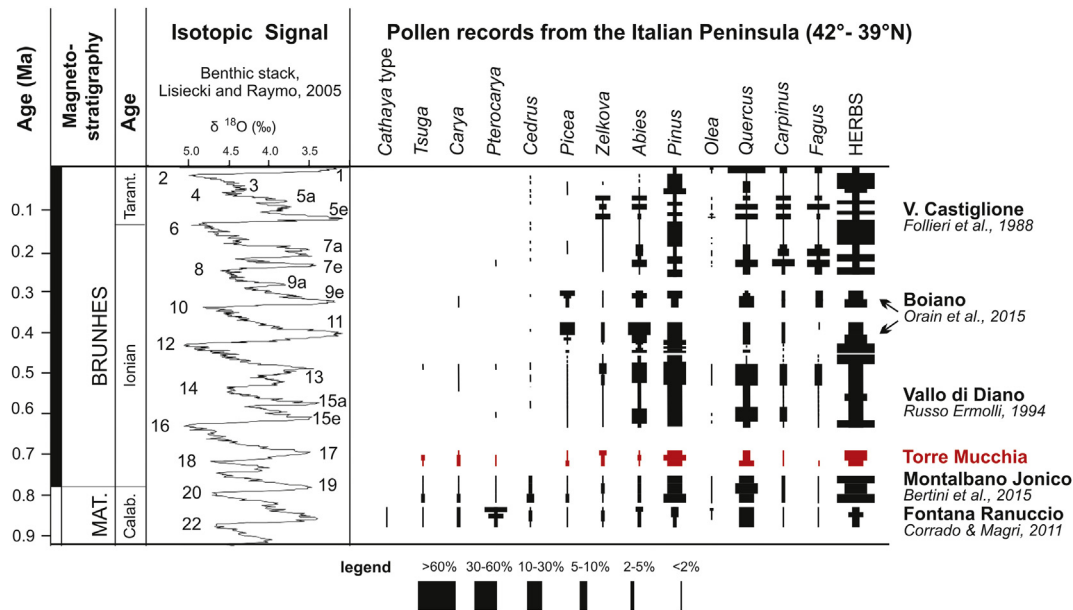 Age (Ma)
Magneto-
stratigraphy
Age
Isotopic Signal
Benthic stack,
Lisiecki and Raymo, 2005
δ ¹⁸O (‰)
5.0 4.5 4.0 3.5
Pollen records from the Italian Peninsula (42°- 39°N)
Cathaya type
Tsuga
Carya
Pterocarya
Cedrus
Picea
Zelkova
Abies
Pinus
Olea
Quercus
Carpinus
Fagus
HERBS
0.1
0.2
0.3
0.4
0.5
0.6
0.7
0.8
0.9
BRUNHES
MAT.
Tarant.
Ionian
Calab.
2 1
3
4 5a
5e
6
7a
8 7e
9a
9e
10
11
12
13
14
15a
15e
16
17
18
19
20
22
V. Castiglione
Follieri et al., 1988
Boiano
Orain et al., 2015
Vallo di Diano
Russo Ermolli, 1994
Torre Mucchia
Montalbano Jonico
Bertini et al., 2015
Fontana Ranuccio
Corrado & Magri, 2011
legend >60% 30-60% 10-30% 5-10% 2-5% <2%